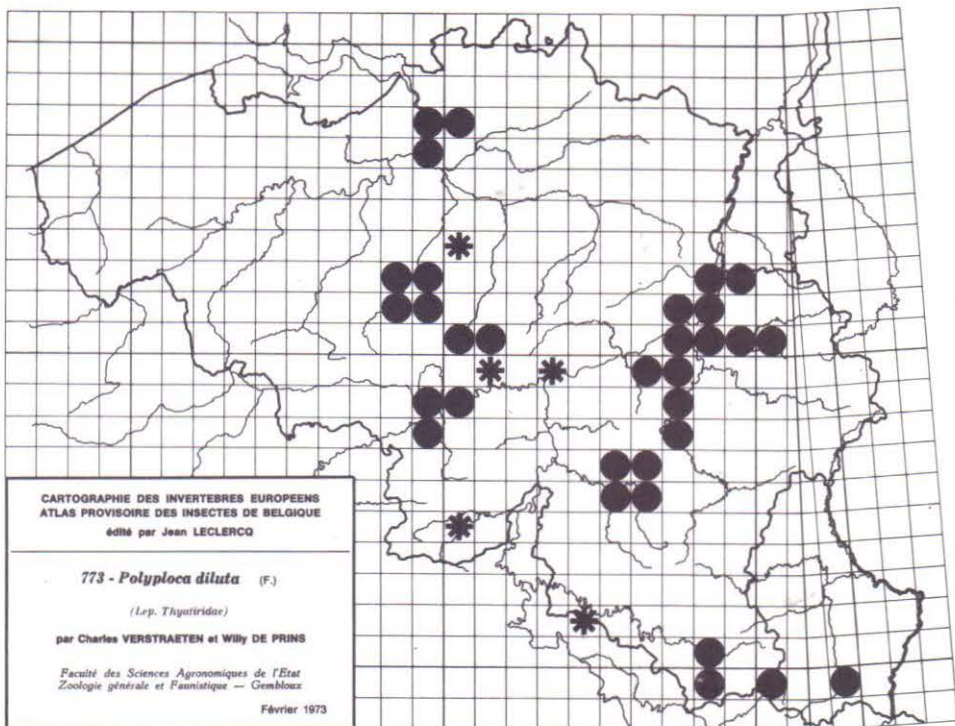 CARTOGRAPHIE DES INVERTEBRES EUROPEENS
ATLAS PROVISOIRE DES INSECTES DE BELGIQUE
édité par Jean LECLERCQ
773 - Polyploca diluta (F.)
(Lep. Thyatiridae)
par Charles VERSTRAETEN et Willy DE PRINS
Faculté des Sciences Agronomiques de l'Etat
Zoologie générale et Faunistique — Gembloux
Février 1973